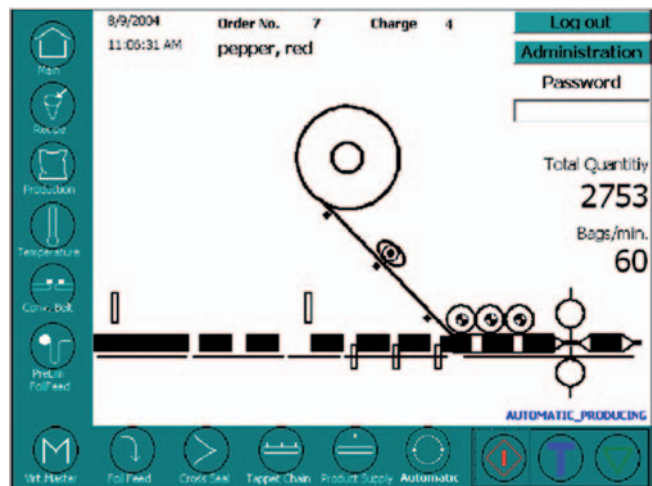 8/9/2004
Order No. 7 Charge 4
Log out
11:06:31 AM
pepper, red
Administration
Password
Main
Recipe
Production
Temperature
Conv. Belt
FoilFeed
Total Quantitiy
2753
Bags/min.
60
AUTOMATIC_PRODUCING
M
T
Virt.Master
Foil Feed
Cross Seal
Tappet Chain
Product Supply
Automatic